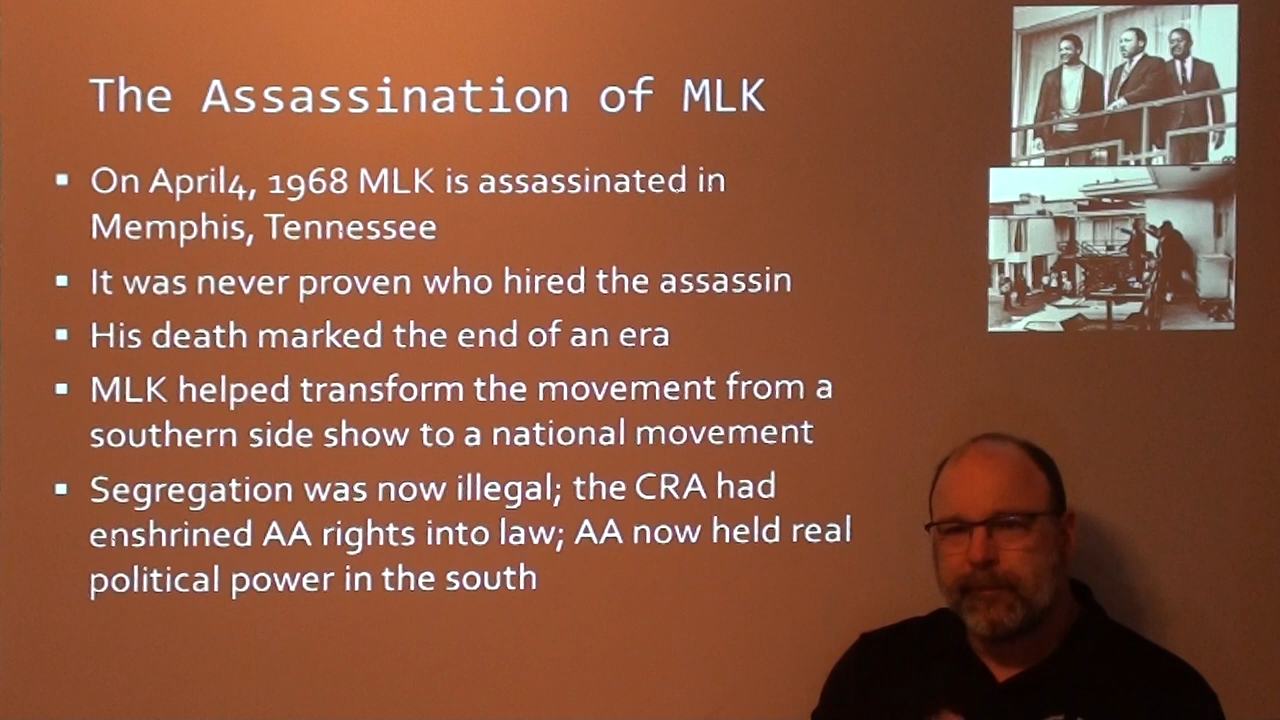 The Assassination of MLK
On April4, 1968 MLK is assassinated in
Memphis, Tennessee
It was never proven who hired the assassin
His death marked the end of an era
MLK helped transform the movement from a
southern side show to a national movement
Segregation was now illegal; the CRA had
enshrined AA rights into law; AA now held real
political power in the south